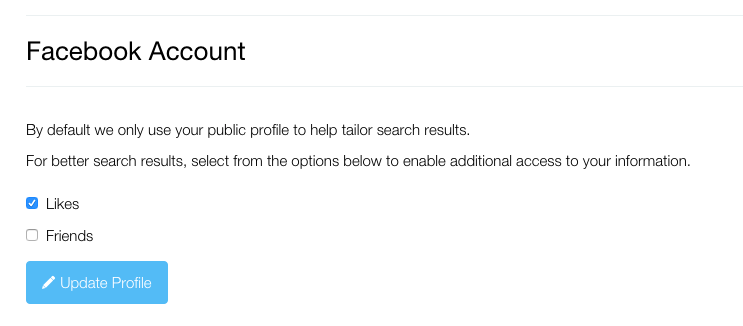 Facebook Account
By default we only use your public profile to help tailor search results.
For better search results, select from the options below to enable additional access to your information.
Likes
Friends
Update Profile